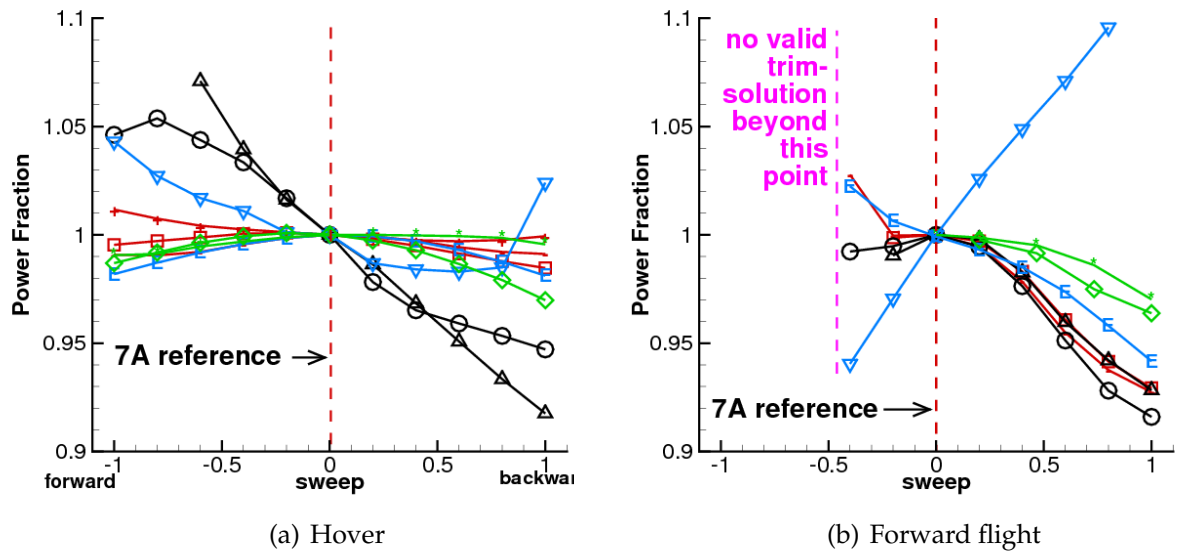 1.1
1.05
1
0.95
0.9
Power Fraction
7A reference
-1
-0.5
0
0.5
1
forward
sweep
backwar
(a) Hover
1.1
1.05
1
0.95
0.9
Power Fraction
no valid
trim-
solution
beyond
this
point
7A reference
-1
-0.5
0
0.5
1
sweep
(b) Forward flight